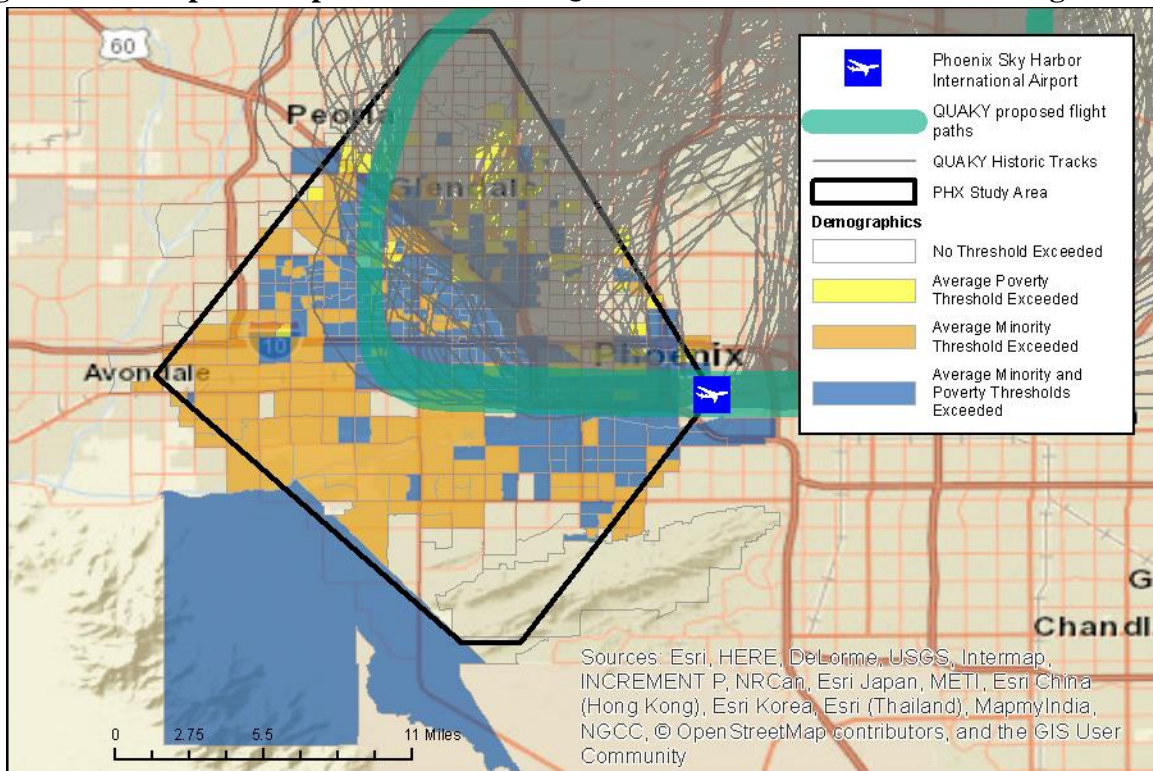 60
Peoria
Glendale
10
Avondale
Phoenix
G
Chandl
Phoenix Sky Harbor
International Airport
QUAKY proposed flight
paths
QUAKY Historic Tracks
PHX Study Area
Demographics
No Threshold Exceeded
Average Poverty
Threshold Exceeded
Average Minority
Threshold Exceeded
Average Minority and
Poverty Thresholds
Exceeded
Sources: Esri, HERE, DeLorme, USGS, Intermap,
INCREMENT P, NRCan, Esri Japan, METI, Esri China
(Hong Kong), Esri Korea, Esri (Thailand), MapmyIndia,
NGCC, © OpenStreetMap contributors, and the GIS User
Community
0 2.75 5.5 11 Miles